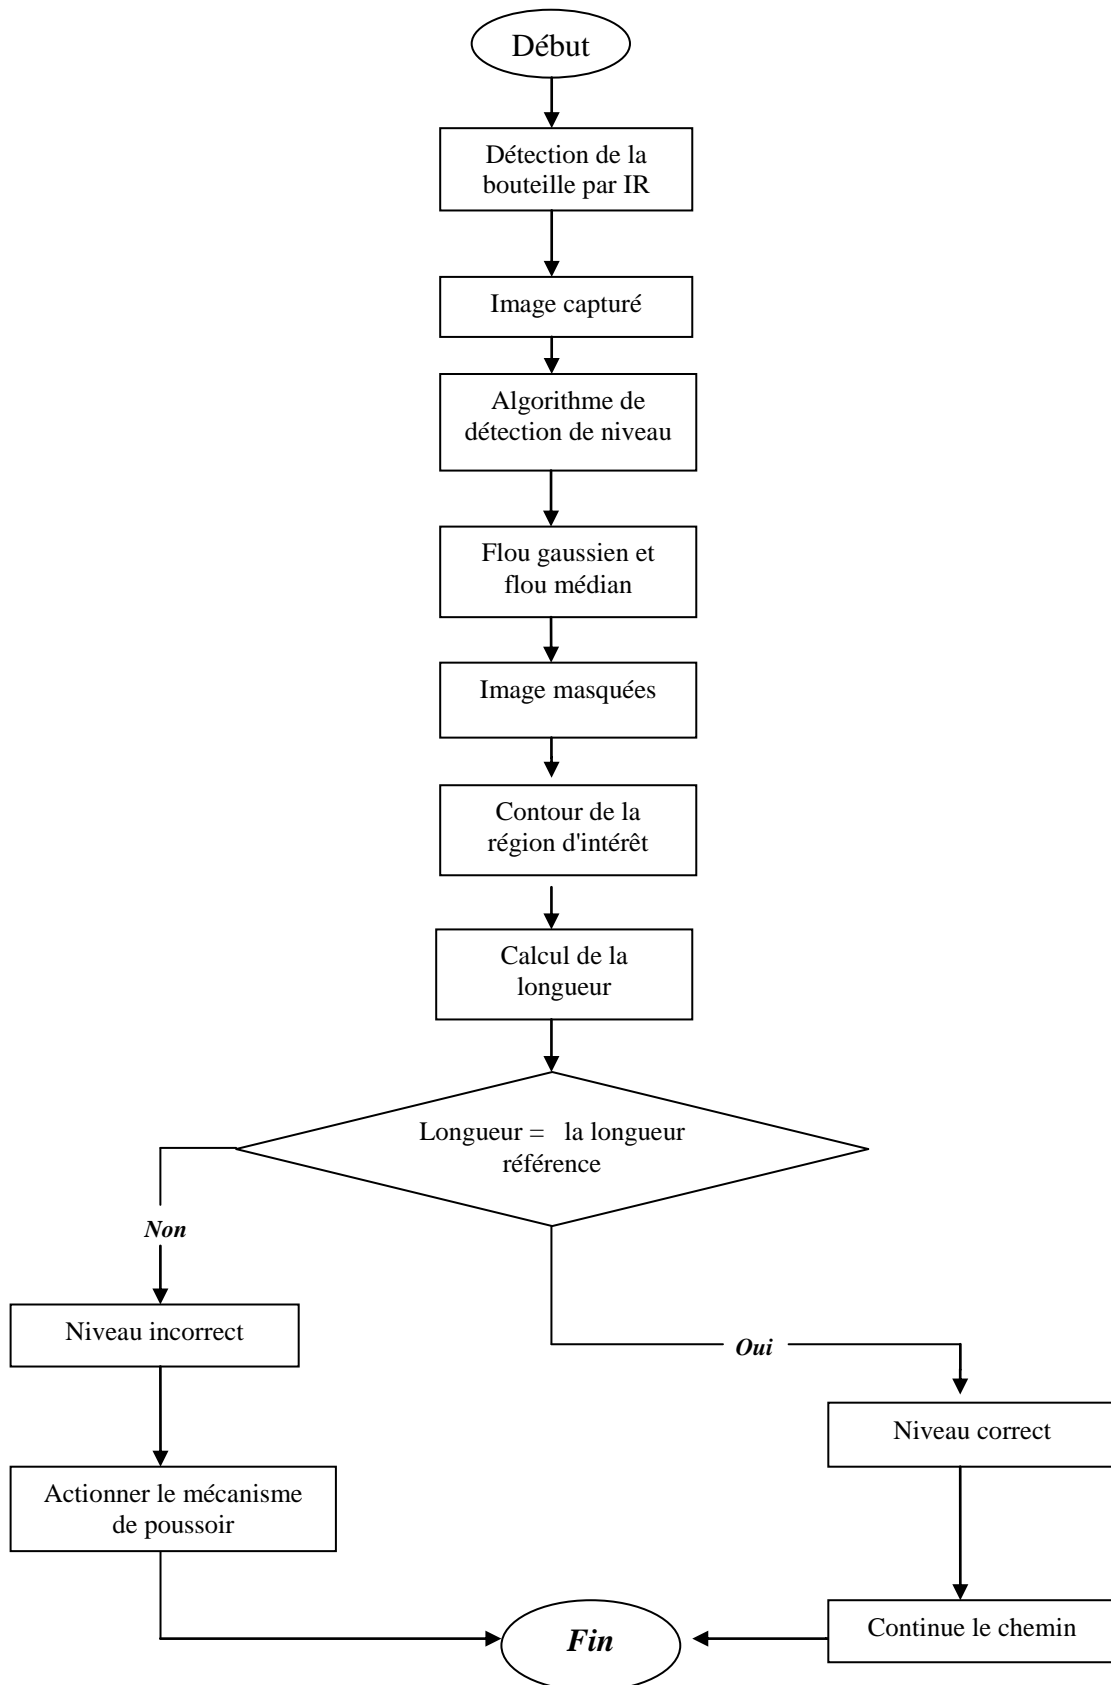 Début
Détection de la
bouteille par IR
Image capturé
Algorithme de
détection de niveau
Flou gaussien et
flou médian
Image masquées
Contour de la
région d'intérêt
Calcul de la
longueur
Longueur = la longueur
référence
Non
Niveau incorrect
Actionner le mécanisme
de poussoir
Oui
Niveau correct
Continue le chemin
Fin